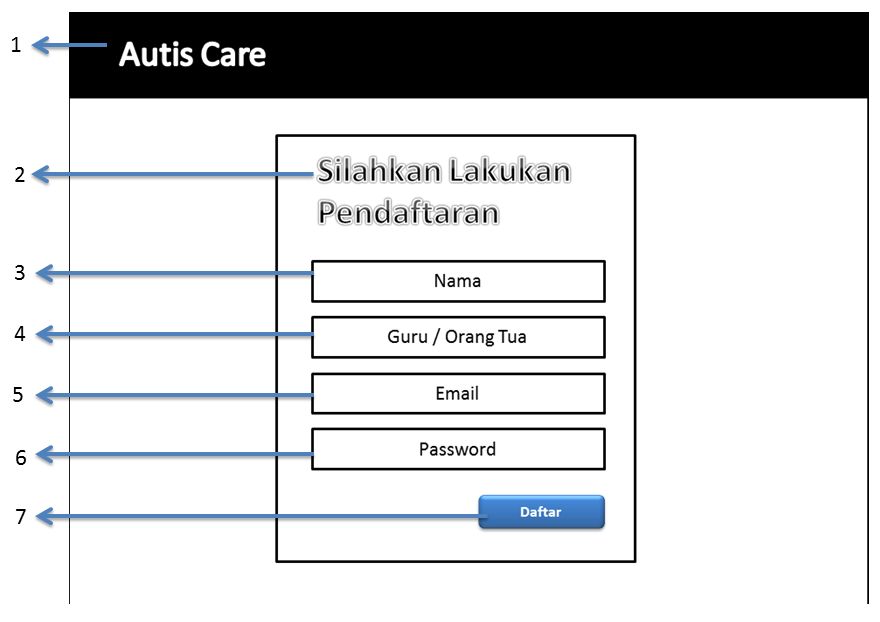 1
Autis Care
2
Silahkan Lakukan
Pendaftaran
3
Nama
4
Guru / Orang Tua
5
Email
6
Password
7
Daftar